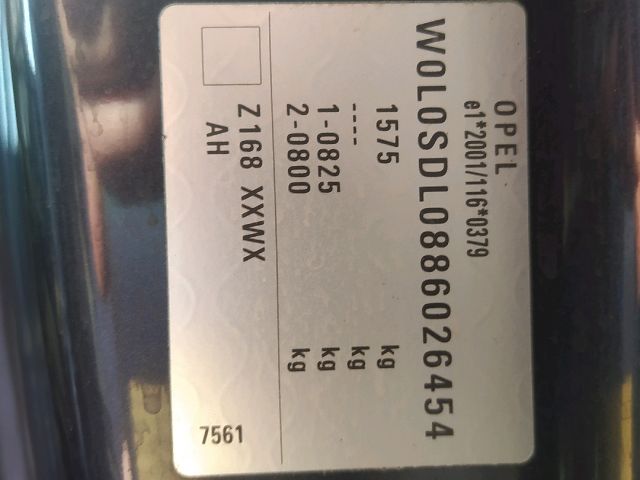 OPEL
e1*2001/116*0379
W0L0SDL0886026454
1575 kg
---- kg
1-0825 kg
2-0800 kg
Z168 XXWX
AH
7561